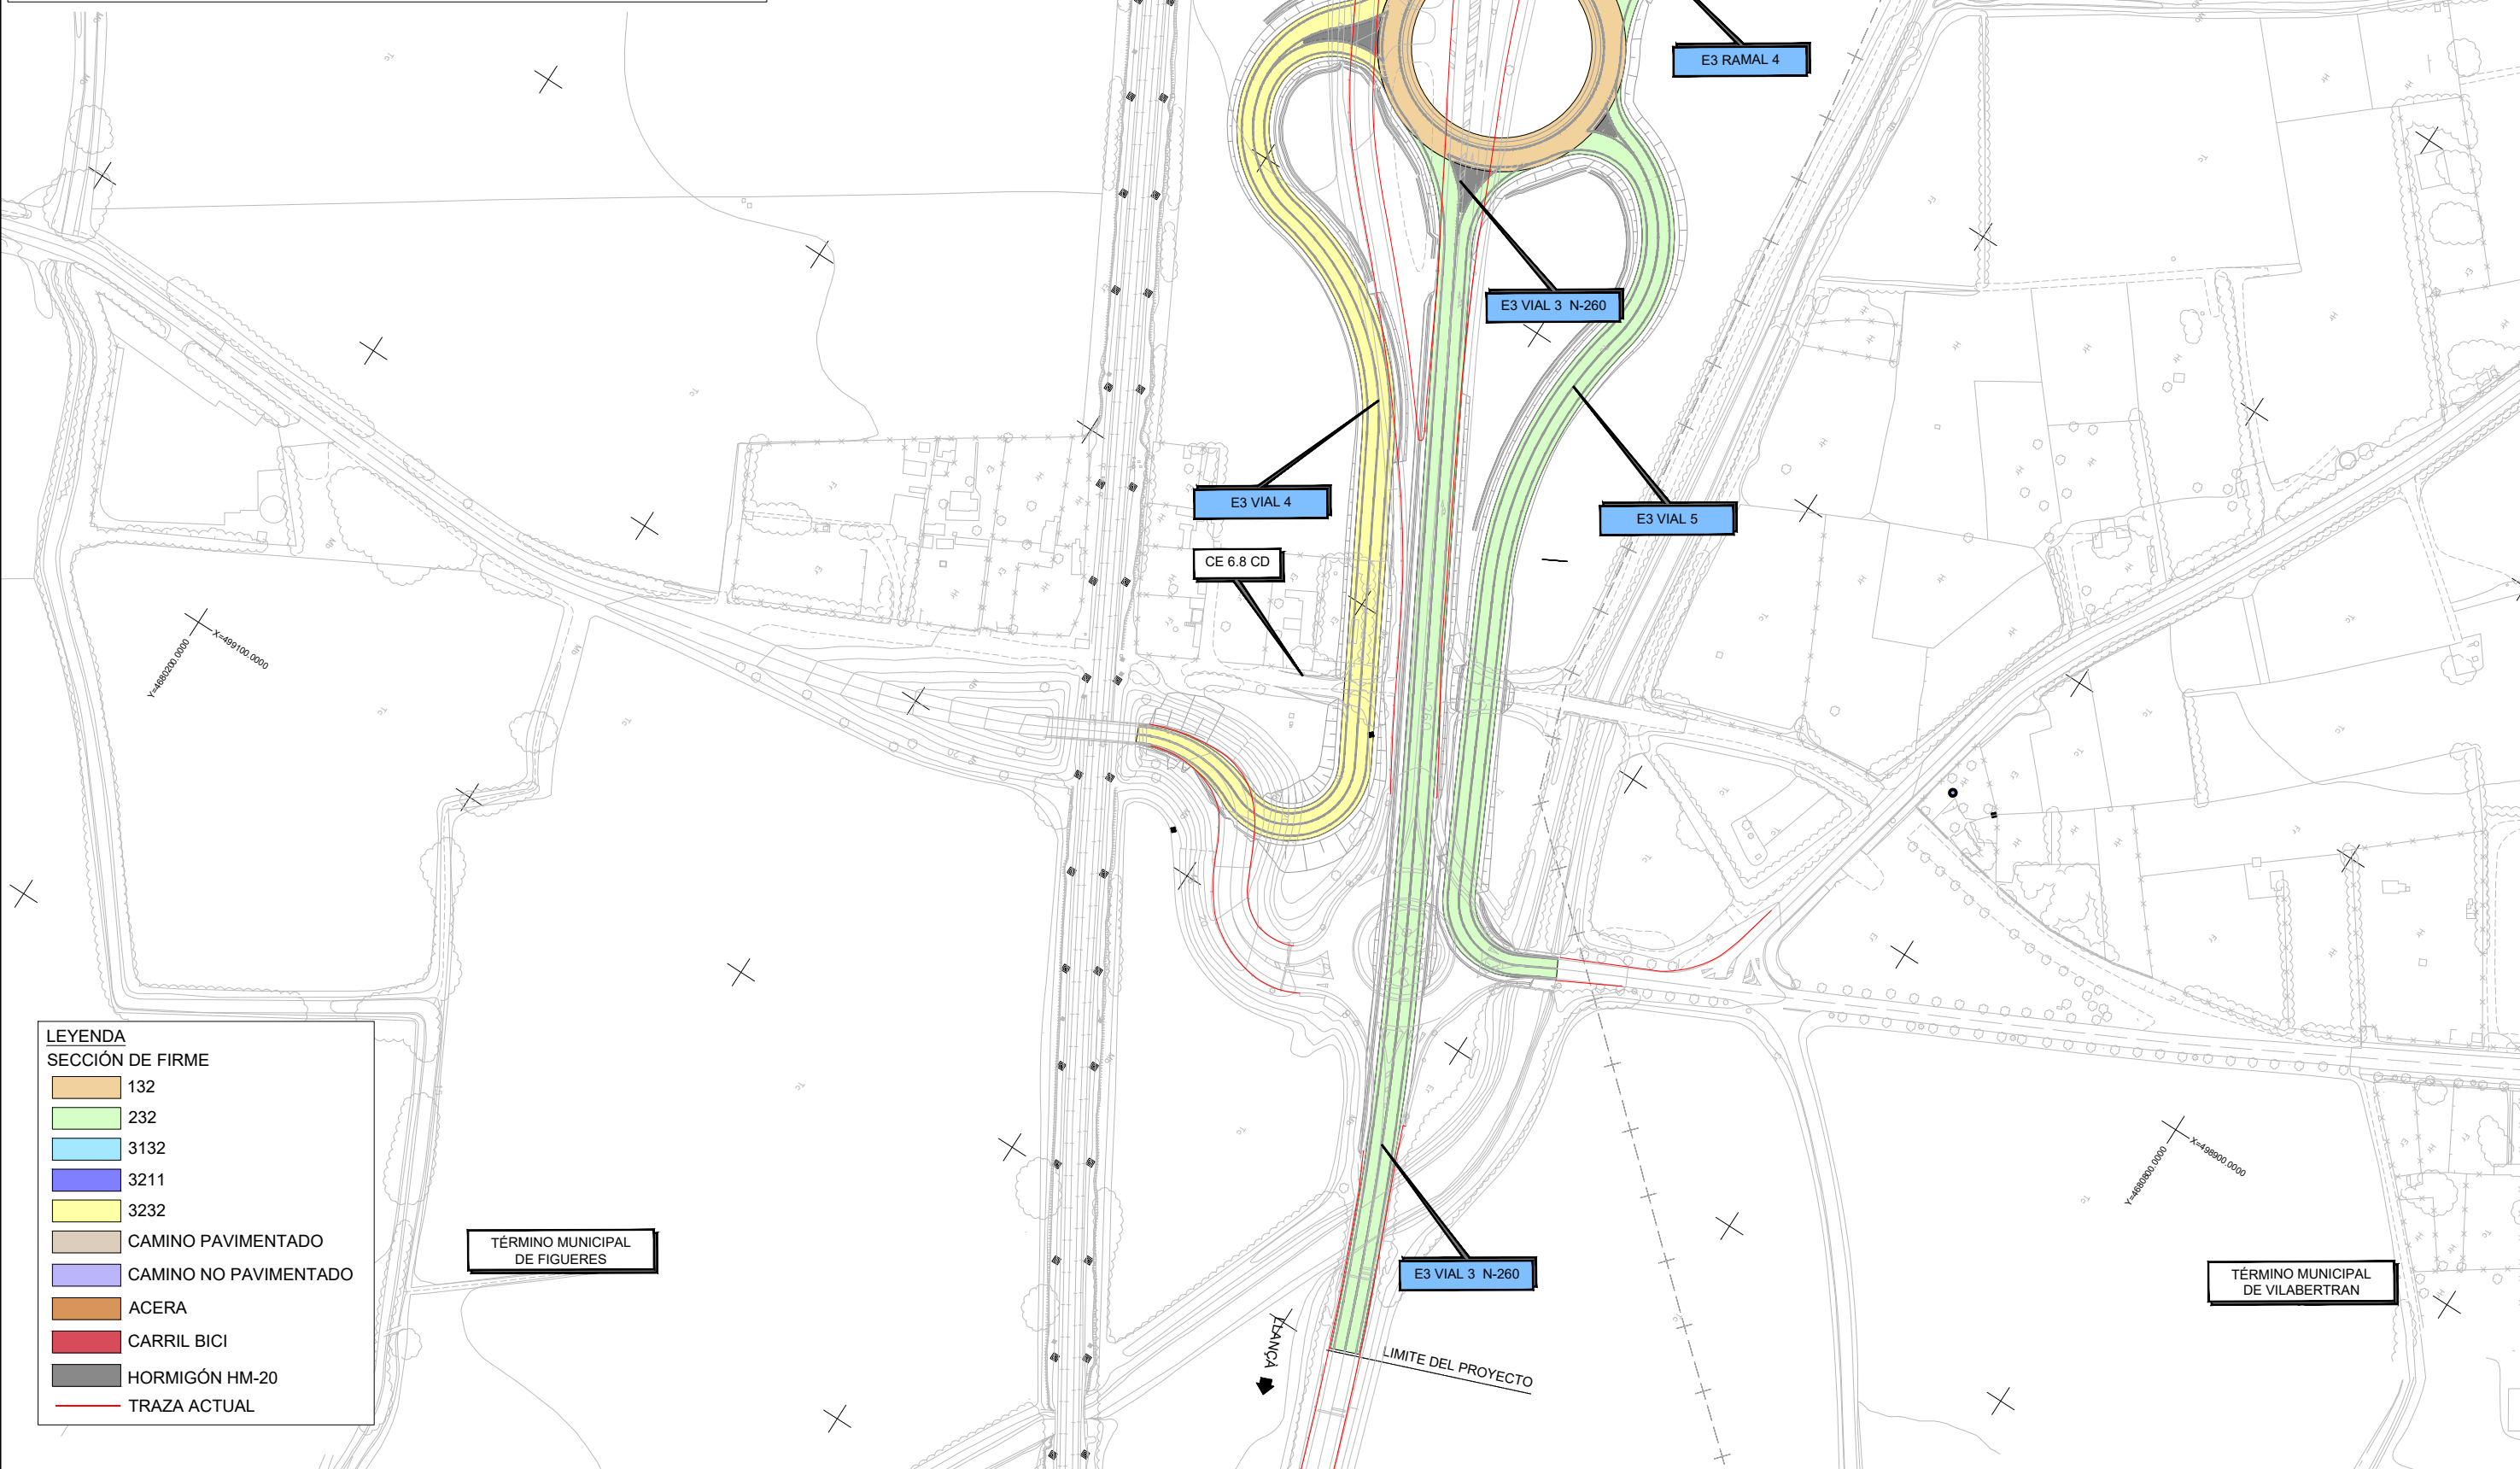 E3 RAMAL 4
E3 VIAL 3 N-260
E3 VIAL 4
E3 VIAL 5
CE 6.8 CD
X=499100.0000
Y=4680200.0000
N-260
LEYENDA
SECCIÓN DE FIRME
132
232
3132
3211
3232
CAMINO PAVIMENTADO
CAMINO NO PAVIMENTADO
ACERA
CARRIL BICI
HORMIGÓN HM-20
TRAZA ACTUAL
TÉRMINO MUNICIPAL
DE FIGUERES
E3 VIAL 3 N-260
LLANÇÀ
LIMITE DEL PROYECTO
X=498900.0000
Y=4680800.0000
TÉRMINO MUNICIPAL
DE VILABERTRAN